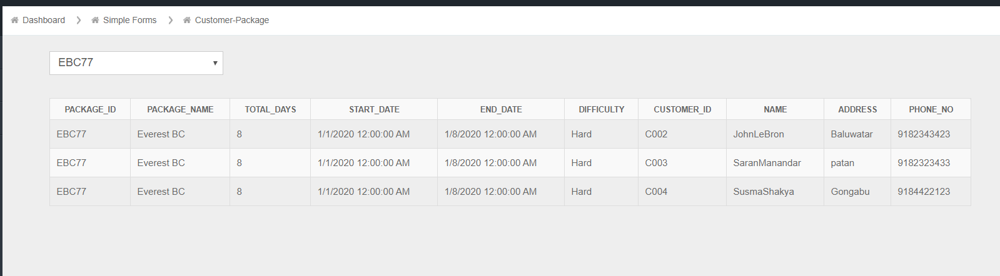 Dashboard Simple Forms Customer-Package
EBC77
PACKAGE_ID PACKAGE_NAME TOTAL_DAYS START_DATE END_DATE DIFFICULTY CUSTOMER_ID NAME ADDRESS PHONE_NO
EBC77 Everest BC 8 1/1/2020 12:00:00 AM 1/8/2020 12:00:00 AM Hard C002 JohnLeBron Baluwatar 9182343423
EBC77 Everest BC 8 1/1/2020 12:00:00 AM 1/8/2020 12:00:00 AM Hard C003 SaranManandar patan 9182323433
EBC77 Everest BC 8 1/1/2020 12:00:00 AM 1/8/2020 12:00:00 AM Hard C004 SusmaShakya Gongabu 9184422123